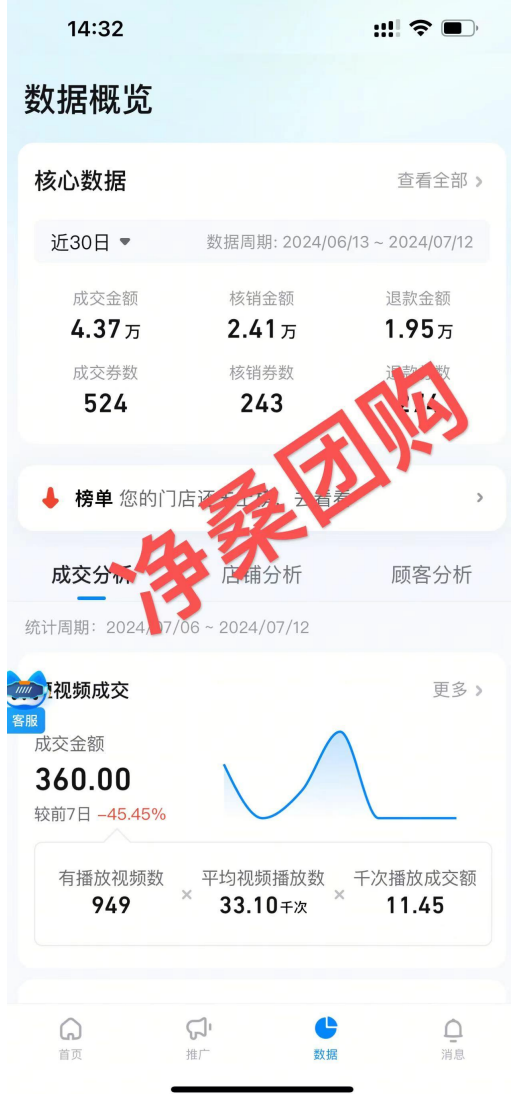 14:32
数据概览
核心数据 查看全部 >
近30日 数据周期: 2024/06/13 ~ 2024/07/12
成交金额 核销金额 退款金额
4.37万 2.41万 1.95万
成交券数 核销券数
524 243
榜单 您的门店 去看看 >
净桑团购
成交分析 店铺分析 顾客分析
统计周期: 2024/07/06 ~ 2024/07/12
视频成交 更多 >
客服
成交金额
360.00
较前7日 -45.45%
有播放视频数 × 平均视频播放数 × 千次播放成交额
949 33.10千次 11.45
首页 推广 数据 消息